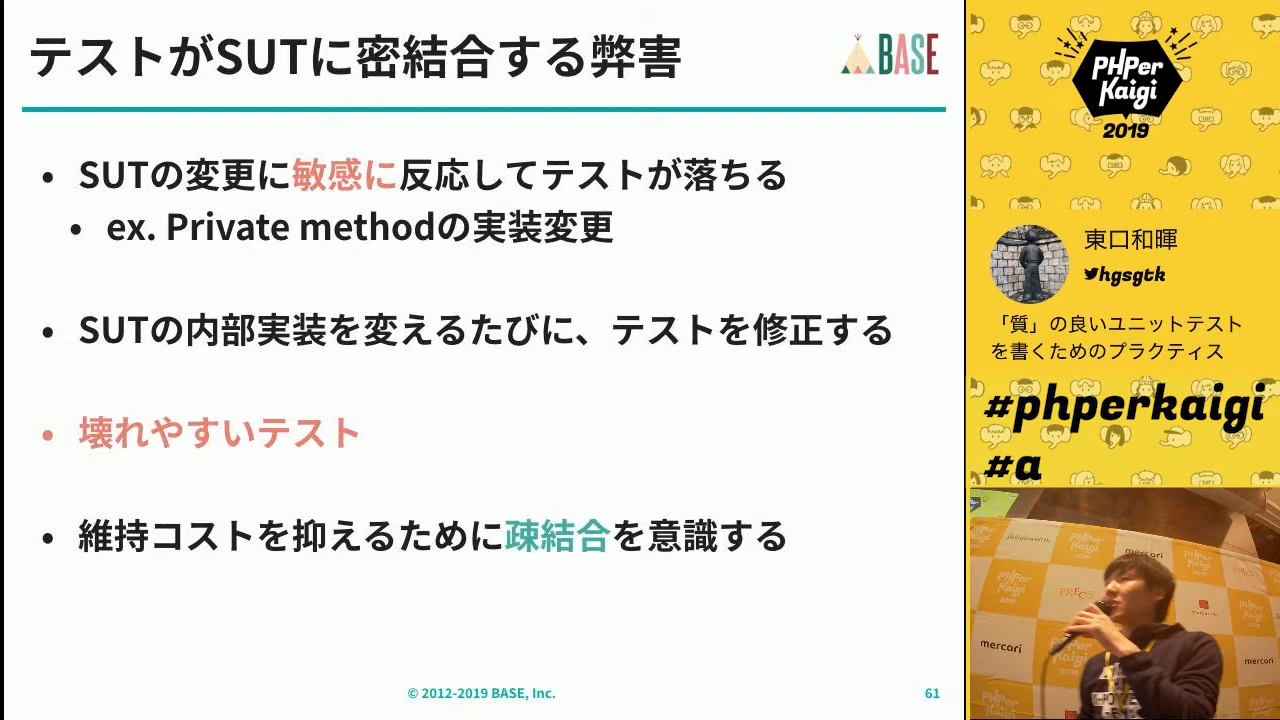 テストがSUTに密結合する弊害
BASE
• SUTの変更に敏感に反応してテストが落ちる
• ex. Private methodの実装変更
• SUTの内部実装を変えるたびに、テストを修正する
• 壊れやすいテスト
• 維持コストを抑えるために疎結合を意識する
© 2012-2019 BASE, Inc.
61
PHPer
Kaigi
2019
東口和暉
hgsgtk
「質」の良いユニットテスト
を書くためのプラクティス
#phperkaigi
#a
mercari
PRECS
mercari
mercari
PHPer
Kaigi